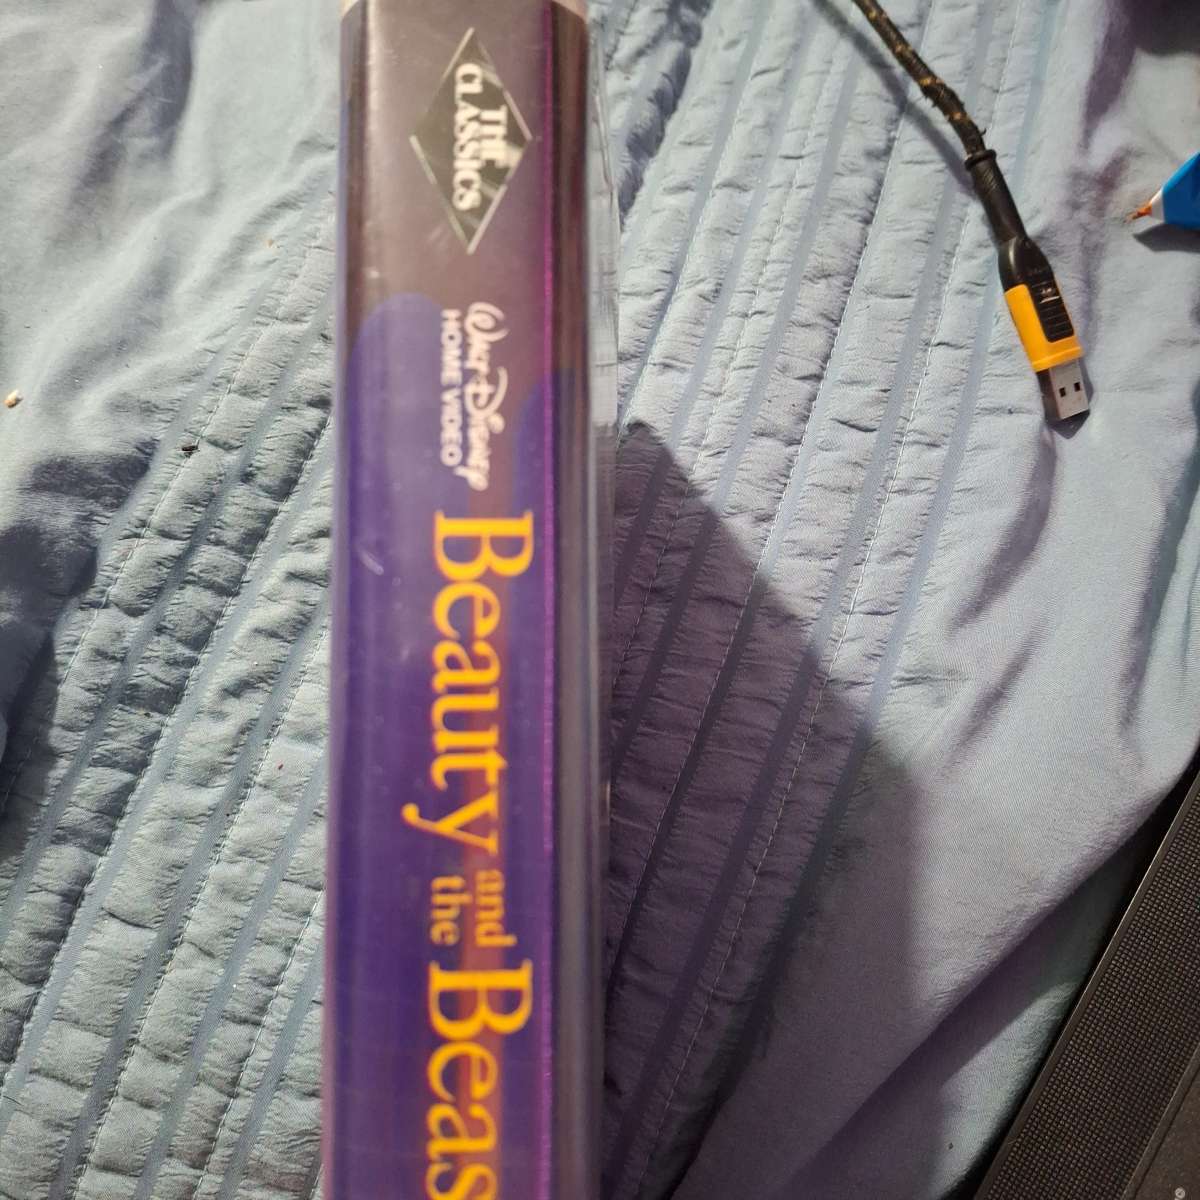 THE
CLASSICS
WALT DISNEY
HOME VIDEO
Beauty and
the Beas